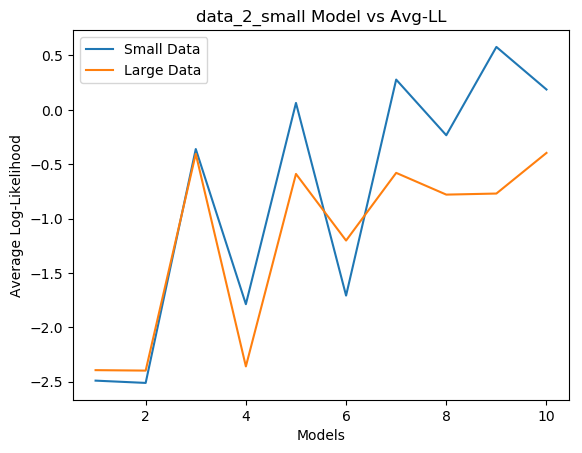 data_2_small Model vs Avg-LL
Small Data
Large Data
Average Log-Likelihood
0.5
0.0
−0.5
−1.0
−1.5
−2.0
−2.5
2
4
6
8
10
Models